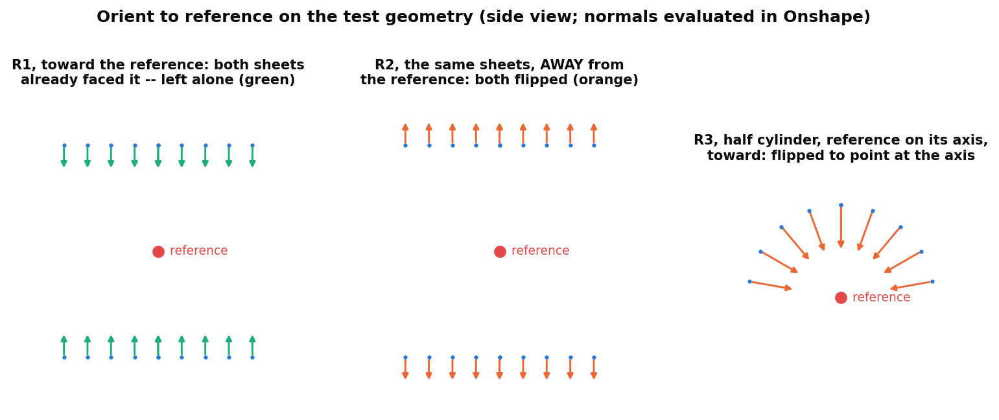 Orient to reference on the test geometry (side view; normals evaluated in Onshape)
R1, toward the reference: both sheets
already faced it -- left alone (green)
R2, the same sheets, AWAY from
the reference: both flipped (orange)
R3, half cylinder, reference on its axis,
toward: flipped to point at the axis
reference
reference
reference